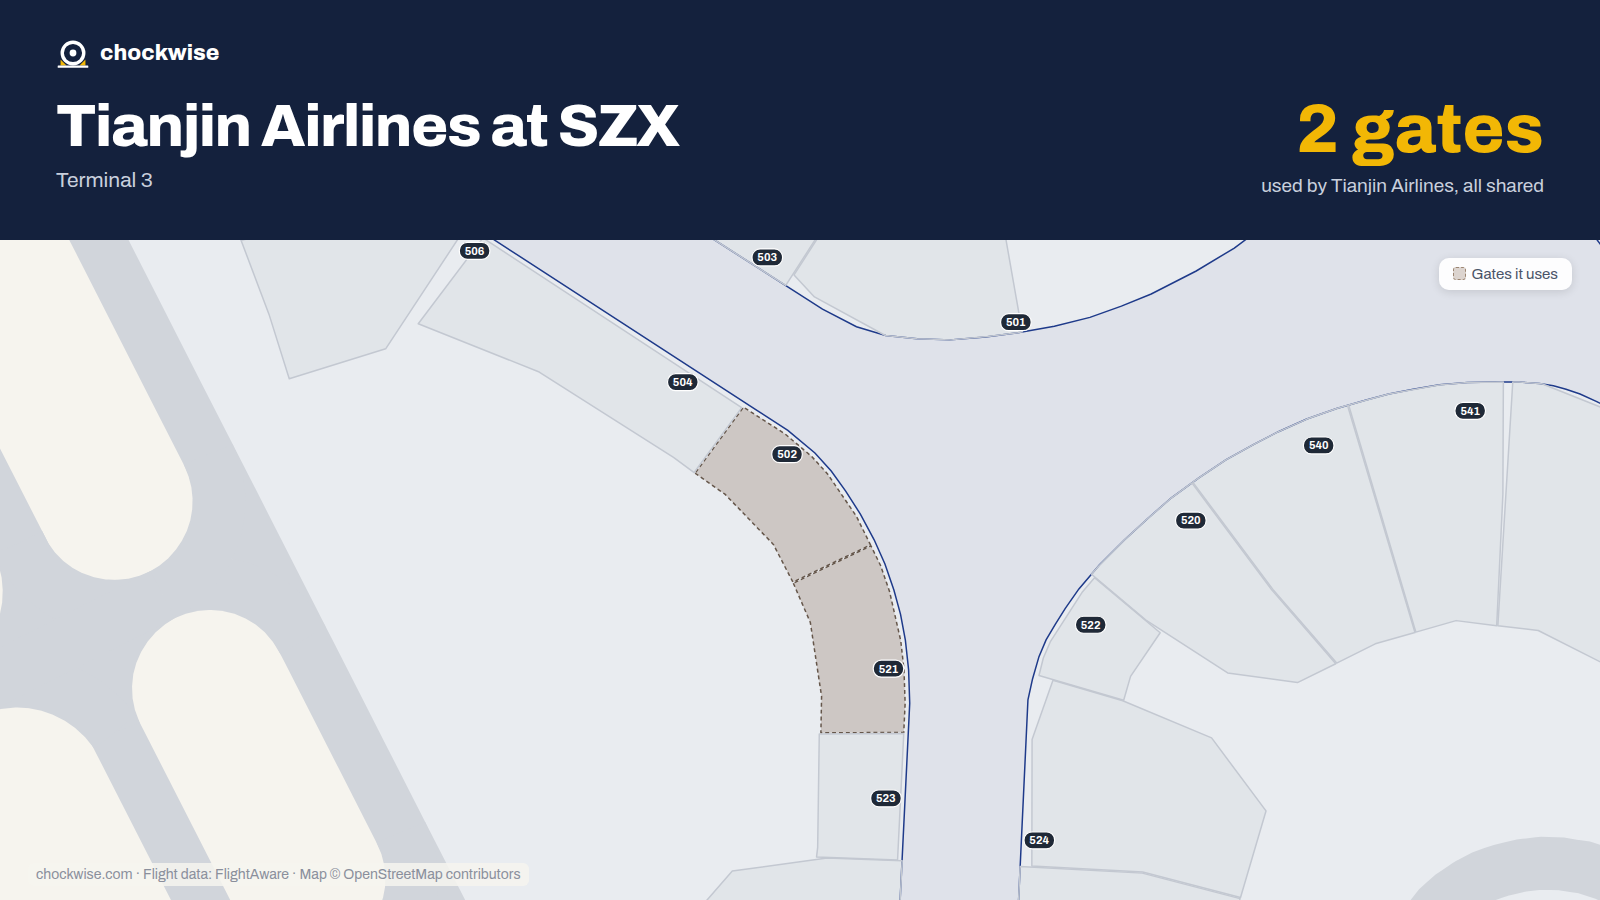 chockwise
Tianjin Airlines at SZX
Terminal 3
2 gates
used by Tianjin Airlines, all shared
506
503
Gates it uses
501
504
541
540
502
520
522
521
523
524
chockwise.com · Flight data: FlightAware · Map © OpenStreetMap contributors